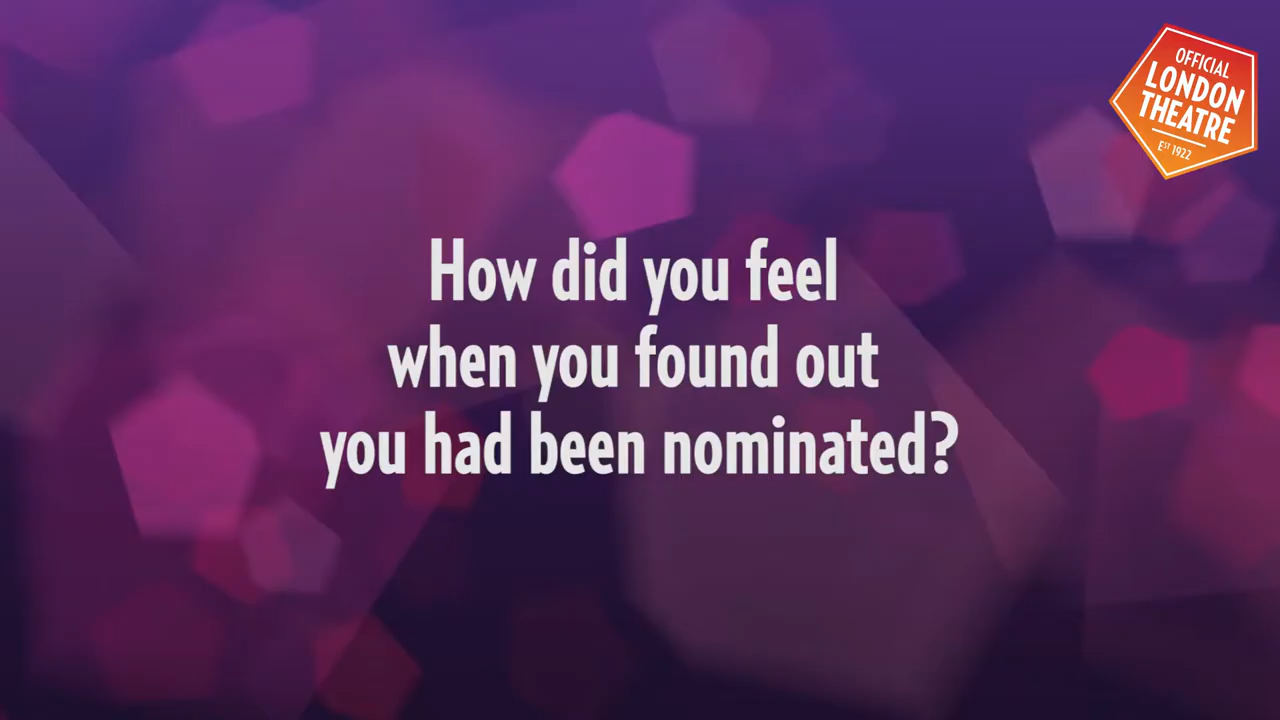 OFFICIAL
LONDON
THEATRE
EST 1922
How did you feel
when you found out
you had been nominated?